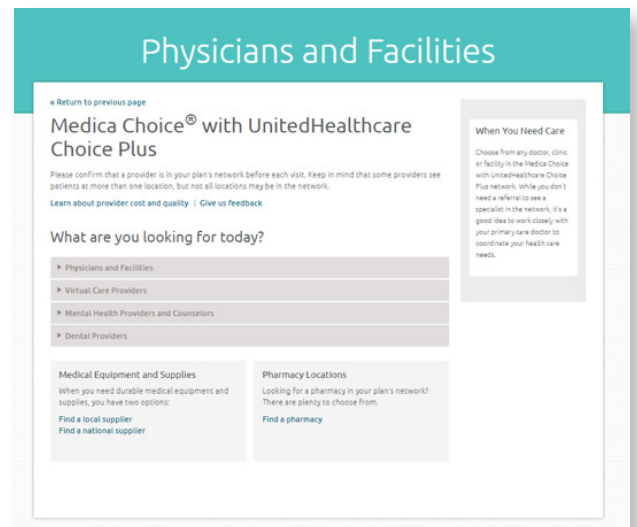 Physicians and Facilities
« Return to previous page
Medica Choice® with UnitedHealthcare
Choice Plus
Please confirm that a provider is in your plan's network before each visit. Keep in mind that some providers see
patients at more than one location, but not all locations may be in the network.
Learn about provider cost and quality | Give us feedback
What are you looking for today?
▸ Physicians and Facilities
▸ Virtual Care Providers
▸ Mental Health Providers and Counselors
▸ Dental Providers
Medical Equipment and Supplies
When you need durable medical equipment and
supplies, you have two options:
Find a local supplier
Find a national supplier
Pharmacy Locations
Looking for a pharmacy in your plan's network?
There are plenty to choose from.
Find a pharmacy
When You Need Care
Choose from any doctor, clinic
or facility in the Medica Choice
with UnitedHealthcare Choice
Plus network. While you don't
need a referral to see a
specialist in the network, it's a
good idea to work closely with
your primary care doctor to
coordinate your health care
needs.